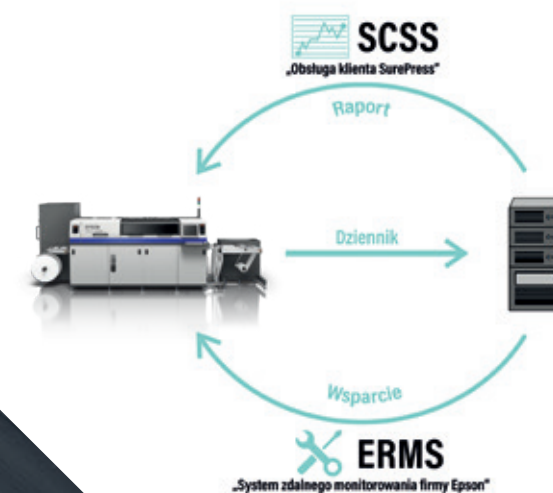 SCSS
„Obsługa klienta SurePress”
Raport
Dziennik
Wsparcie
ERMS
„System zdalnego monitorowania firmy Epson”